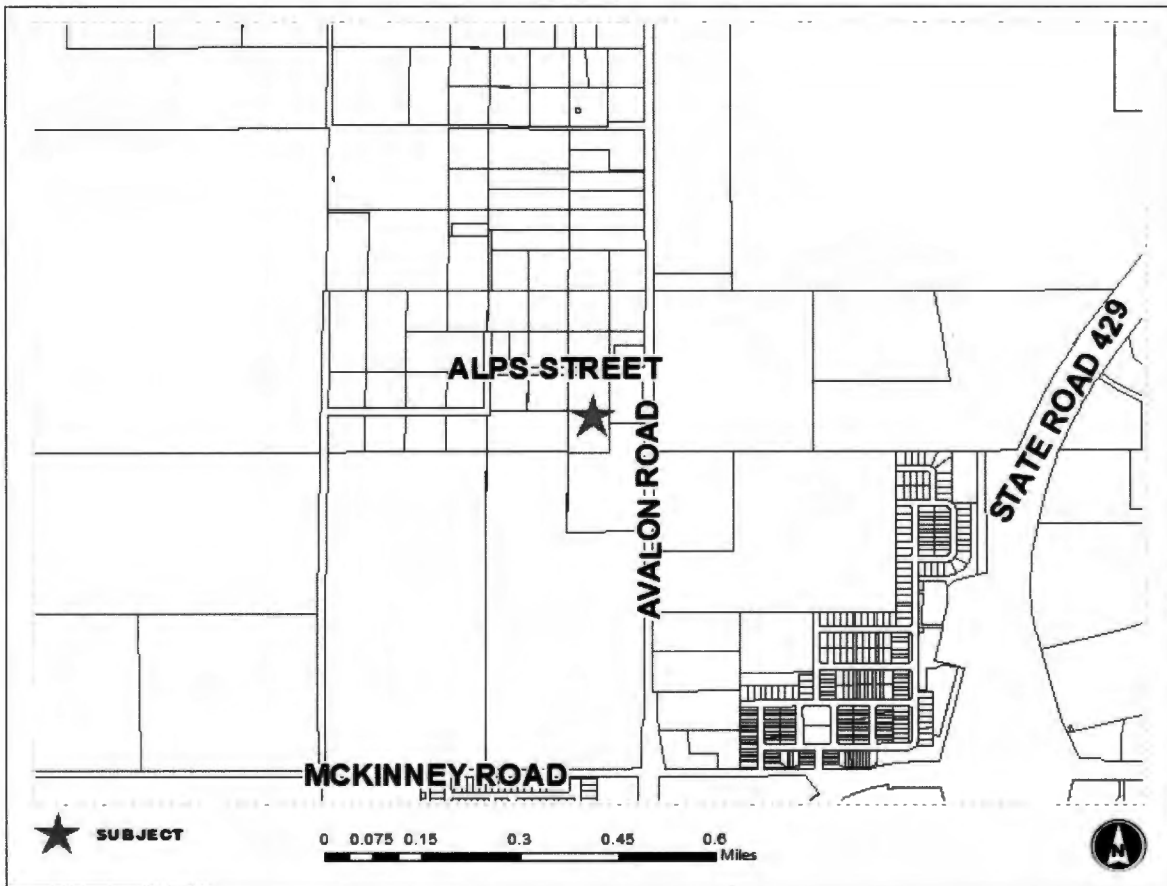 ALPS STREET
STATE ROAD 429
AVALON ROAD
MCKINNEY ROAD
SUBJECT
0 0.075 0.15 0.3 0.45 0.6
Miles
N